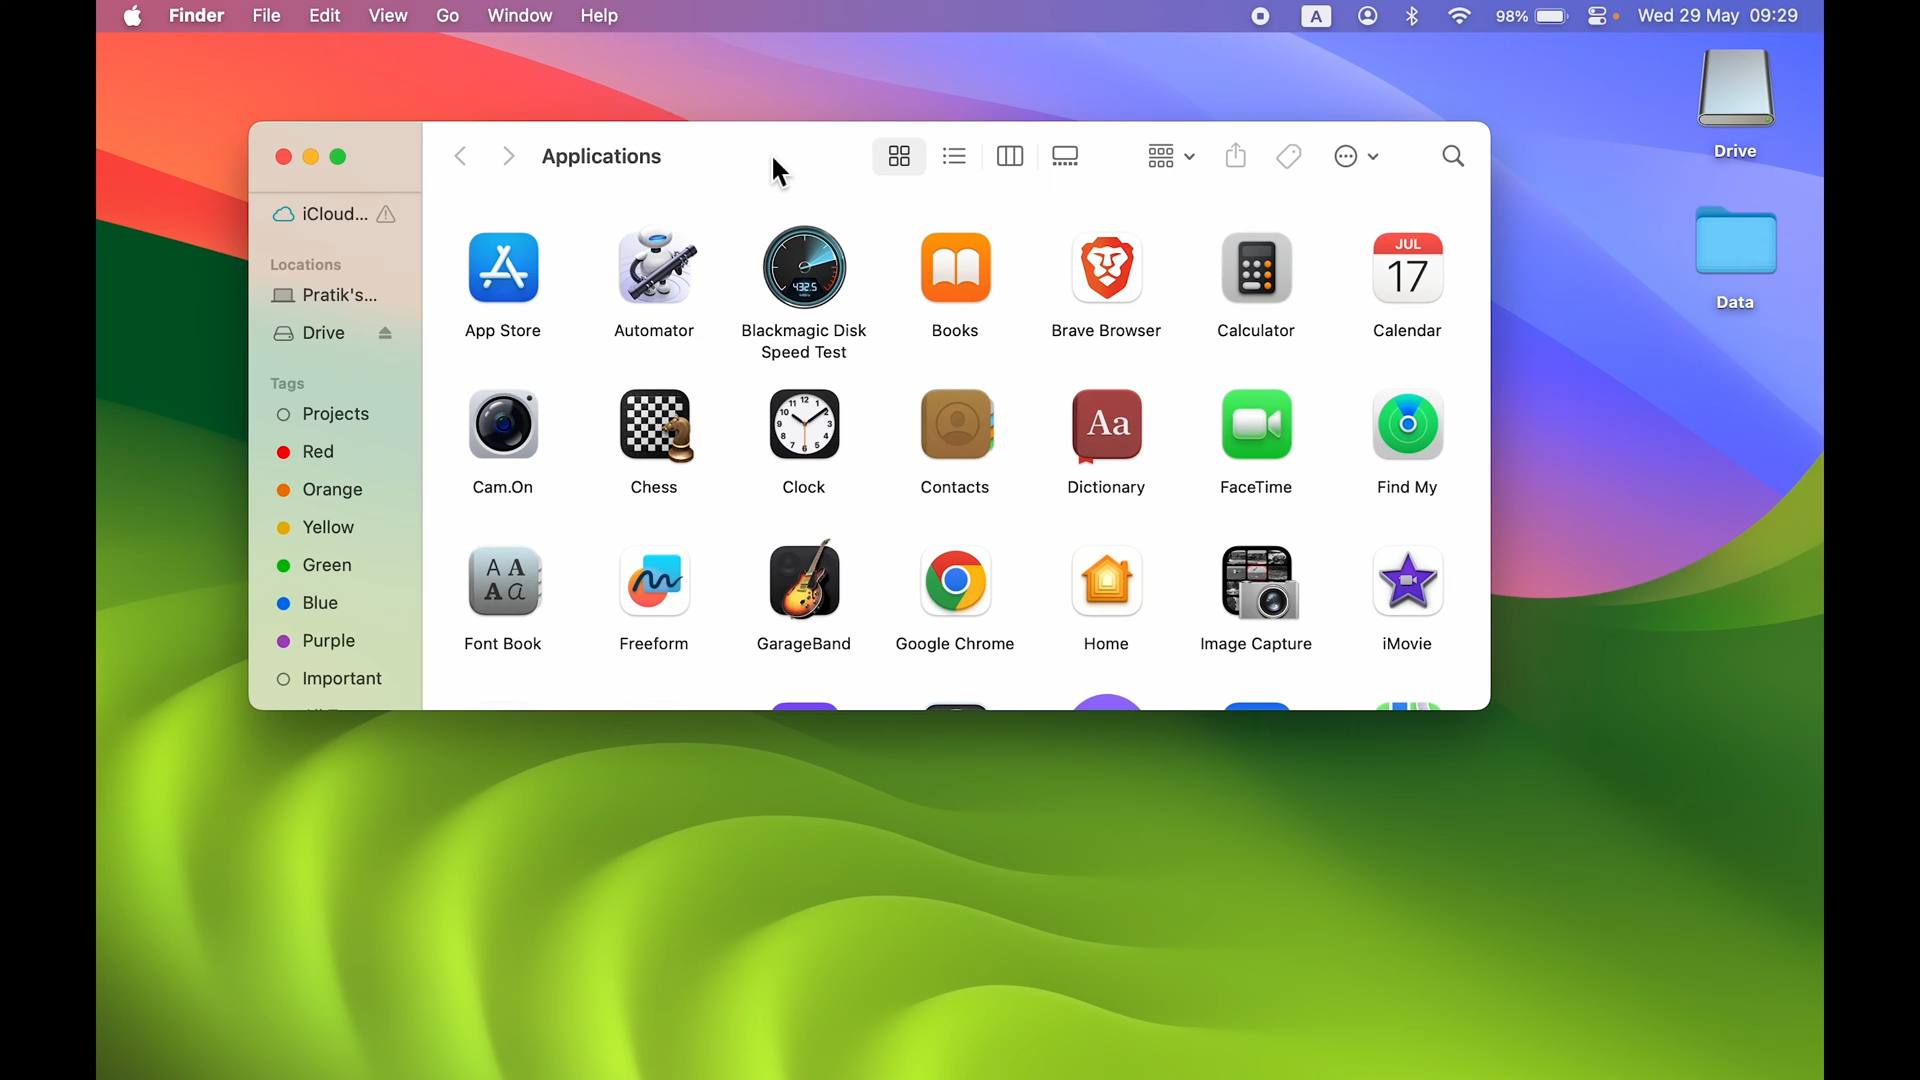 Finder File Edit View Go Window Help
A 98% Wed 29 May 09:29
Drive
Data
Applications
iCloud...
Locations
Pratik's...
Drive
Tags
Projects
Red
Orange
Yellow
Green
Blue
Purple
Important
432.5
JUL
17
App Store Automator Blackmagic Disk Speed Test Books Brave Browser Calculator Calendar
Aa
Cam.On Chess Clock Contacts Dictionary FaceTime Find My
A A
A a
Font Book Freeform GarageBand Google Chrome Home Image Capture iMovie